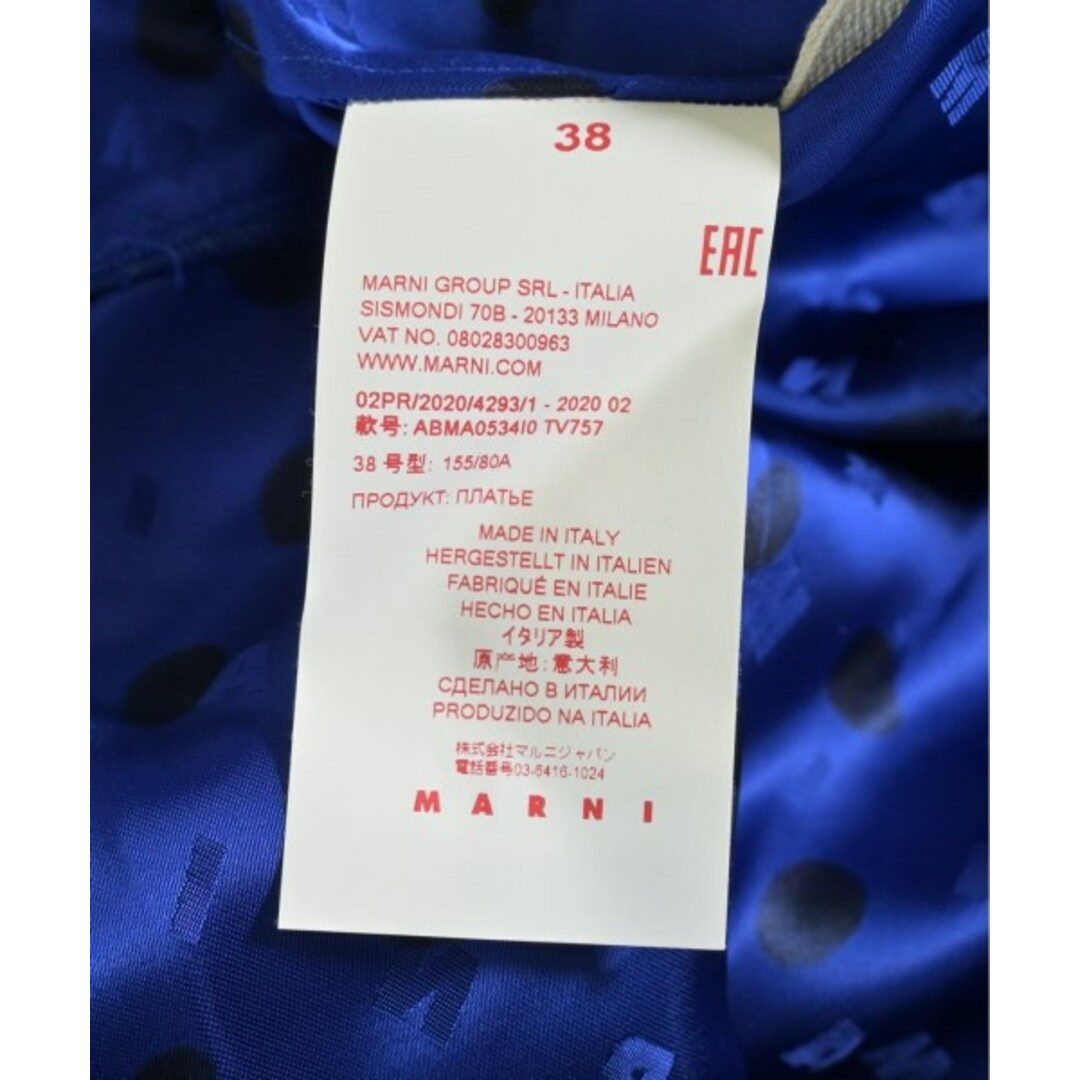 38
EAC
MARNI GROUP SRL - ITALIA
SISMONDI 70B - 20133 MILANO
VAT NO. 08028300963
WWW.MARNI.COM
02PR/2020/4293/1 - 2020 02
款号: ABMA0534I0 TV757
38 号型: 155/80A
ПРОДУКТ: ПЛАТЬЕ
MADE IN ITALY
HERGESTELLT IN ITALIEN
FABRIQUÉ EN ITALIE
HECHO EN ITALIA
イタリア製
原产地: 意大利
СДЕЛАНО В ИТАЛИИ
PRODUZIDO NA ITALIA
株式会社マルニジャパン
電話番号03-6416-1024
MARNI